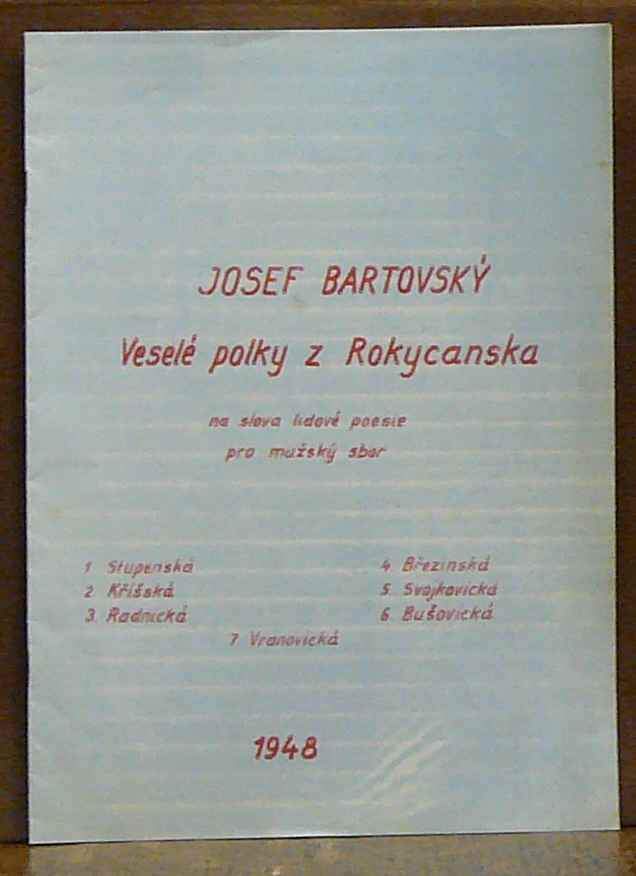 JOSEF BARTOVSKÝ
Veselé polky z Rokycanska
na slova lidové poesie
pro mužský sbor
1 Stupenská
2. Kříšská
3. Radnická
4. Březinská
5. Svojkovická
6. Bušovická
7 Vranovická
1948